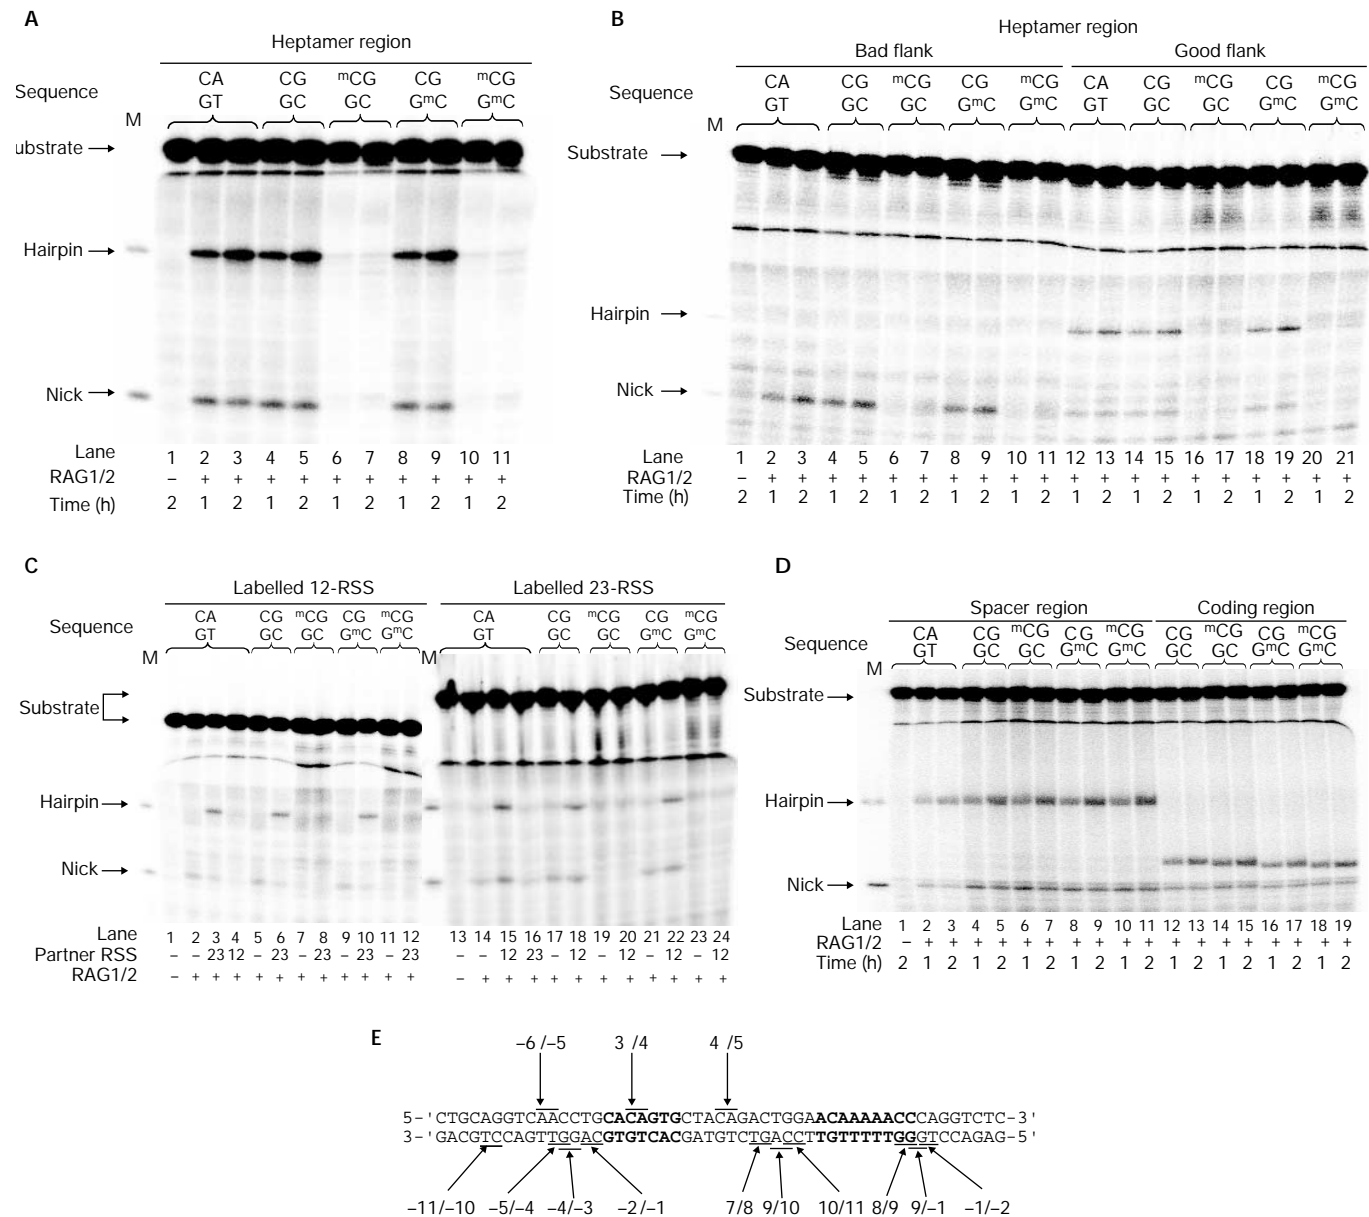 A
Heptamer region
Sequence
CA CG mCG CG mCG
GT GC GC GmC GmC
M
ubstrate
Hairpin
Nick
Lane 1 2 3 4 5 6 7 8 9 10 11
RAG1/2 – + + + + + + + + + +
Time (h) 2 1 2 1 2 1 2 1 2 1 2
B
Heptamer region
Bad flank Good flank
Sequence
CA CG mCG CG mCG CA CG mCG CG mCG
GT GC GC GmC GmC GT GC GC GmC GmC
M
Substrate
Hairpin
Nick
Lane 1 2 3 4 5 6 7 8 9 10 11 12 13 14 15 16 17 18 19 20 21
RAG1/2 – + + + + + + + + + + + + + + + + + + + +
Time (h) 2 1 2 1 2 1 2 1 2 1 2 1 2 1 2 1 2 1 2 1 2
C
Labelled 12-RSS Labelled 23-RSS
Sequence
CA CG mCG CG mCG CA CG mCG CG mCG
GT GC GC GmC GmC GT GC GC GmC GmC
M M
Substrate
Hairpin
Nick
Lane 1 2 3 4 5 6 7 8 9 10 11 12 13 14 15 16 17 18 19 20 21 22 23 24
Partner RSS – – 23 12 – 23 – 23 – 23 – 23 – – 12 23 – 12 – 12 – 12 – 12
RAG1/2 – + + + + + + + + + + + – + + + + + + + + + + +
D
Spacer region Coding region
Sequence
CA CG mCG CG mCG CG mCG CG mCG
GT GC GC GmC GmC GC GC GmC GmC
M
Substrate
Hairpin
Nick
Lane 1 2 3 4 5 6 7 8 9 10 11 12 13 14 15 16 17 18 19
RAG1/2 – + + + + + + + + + + + + + + + + + +
Time (h) 2 1 2 1 2 1 2 1 2 1 2 1 2 1 2 1 2 1 2
E
–6 /–5 3 /4 4 /5
5–'CTGCAGGTCAACCTGCACAGTGCTACAGACTGGAACAAAAACCCAGGTCTC–3'
3–'GACGTCCAGTTGGACGTGTCACGATGTCTGACCTTGTTTTTGGGTCCAGAG–5'
–11/–10 –5/–4 –4/–3 –2/–1 7/8 9/10 10/11 8/9 9/–1 –1/–2